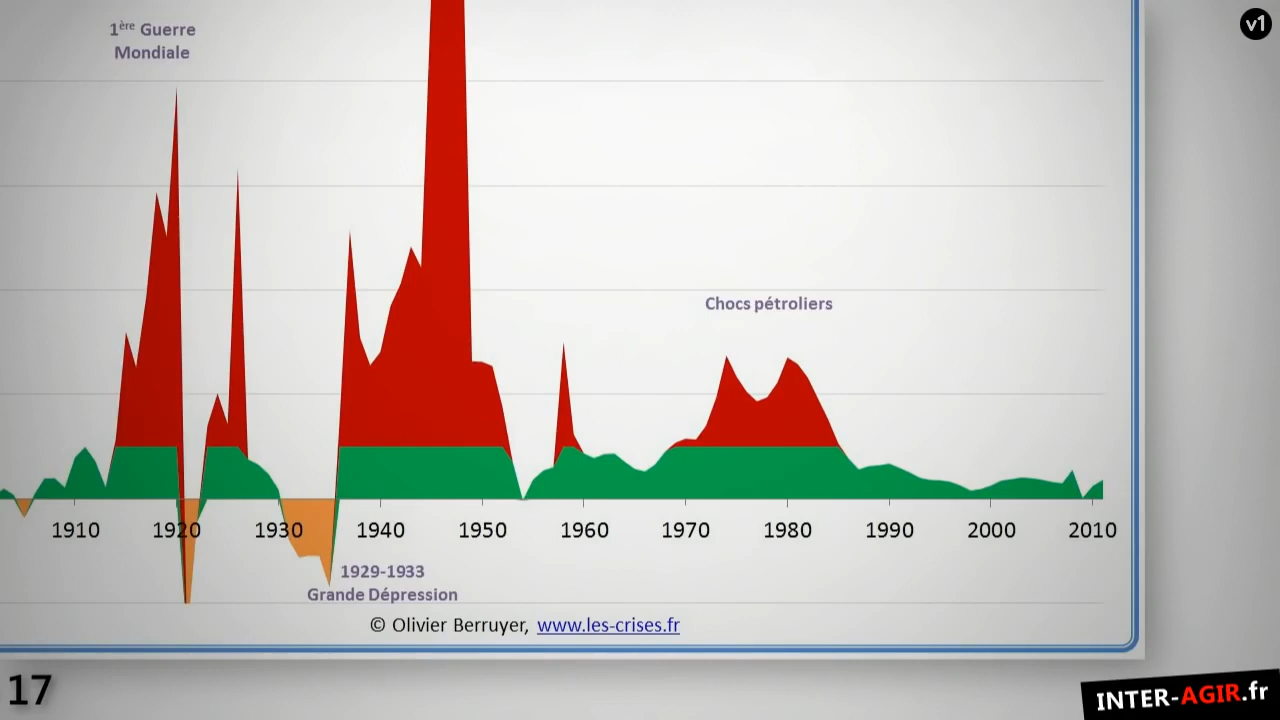 v1
1ère Guerre
Mondiale
Chocs pétroliers
1910 1920 1930 1940 1950 1960 1970 1980 1990 2000 2010
1929-1933
Grande Dépression
© Olivier Berruyer, www.les-crises.fr
17
INTER-AGIR.fr